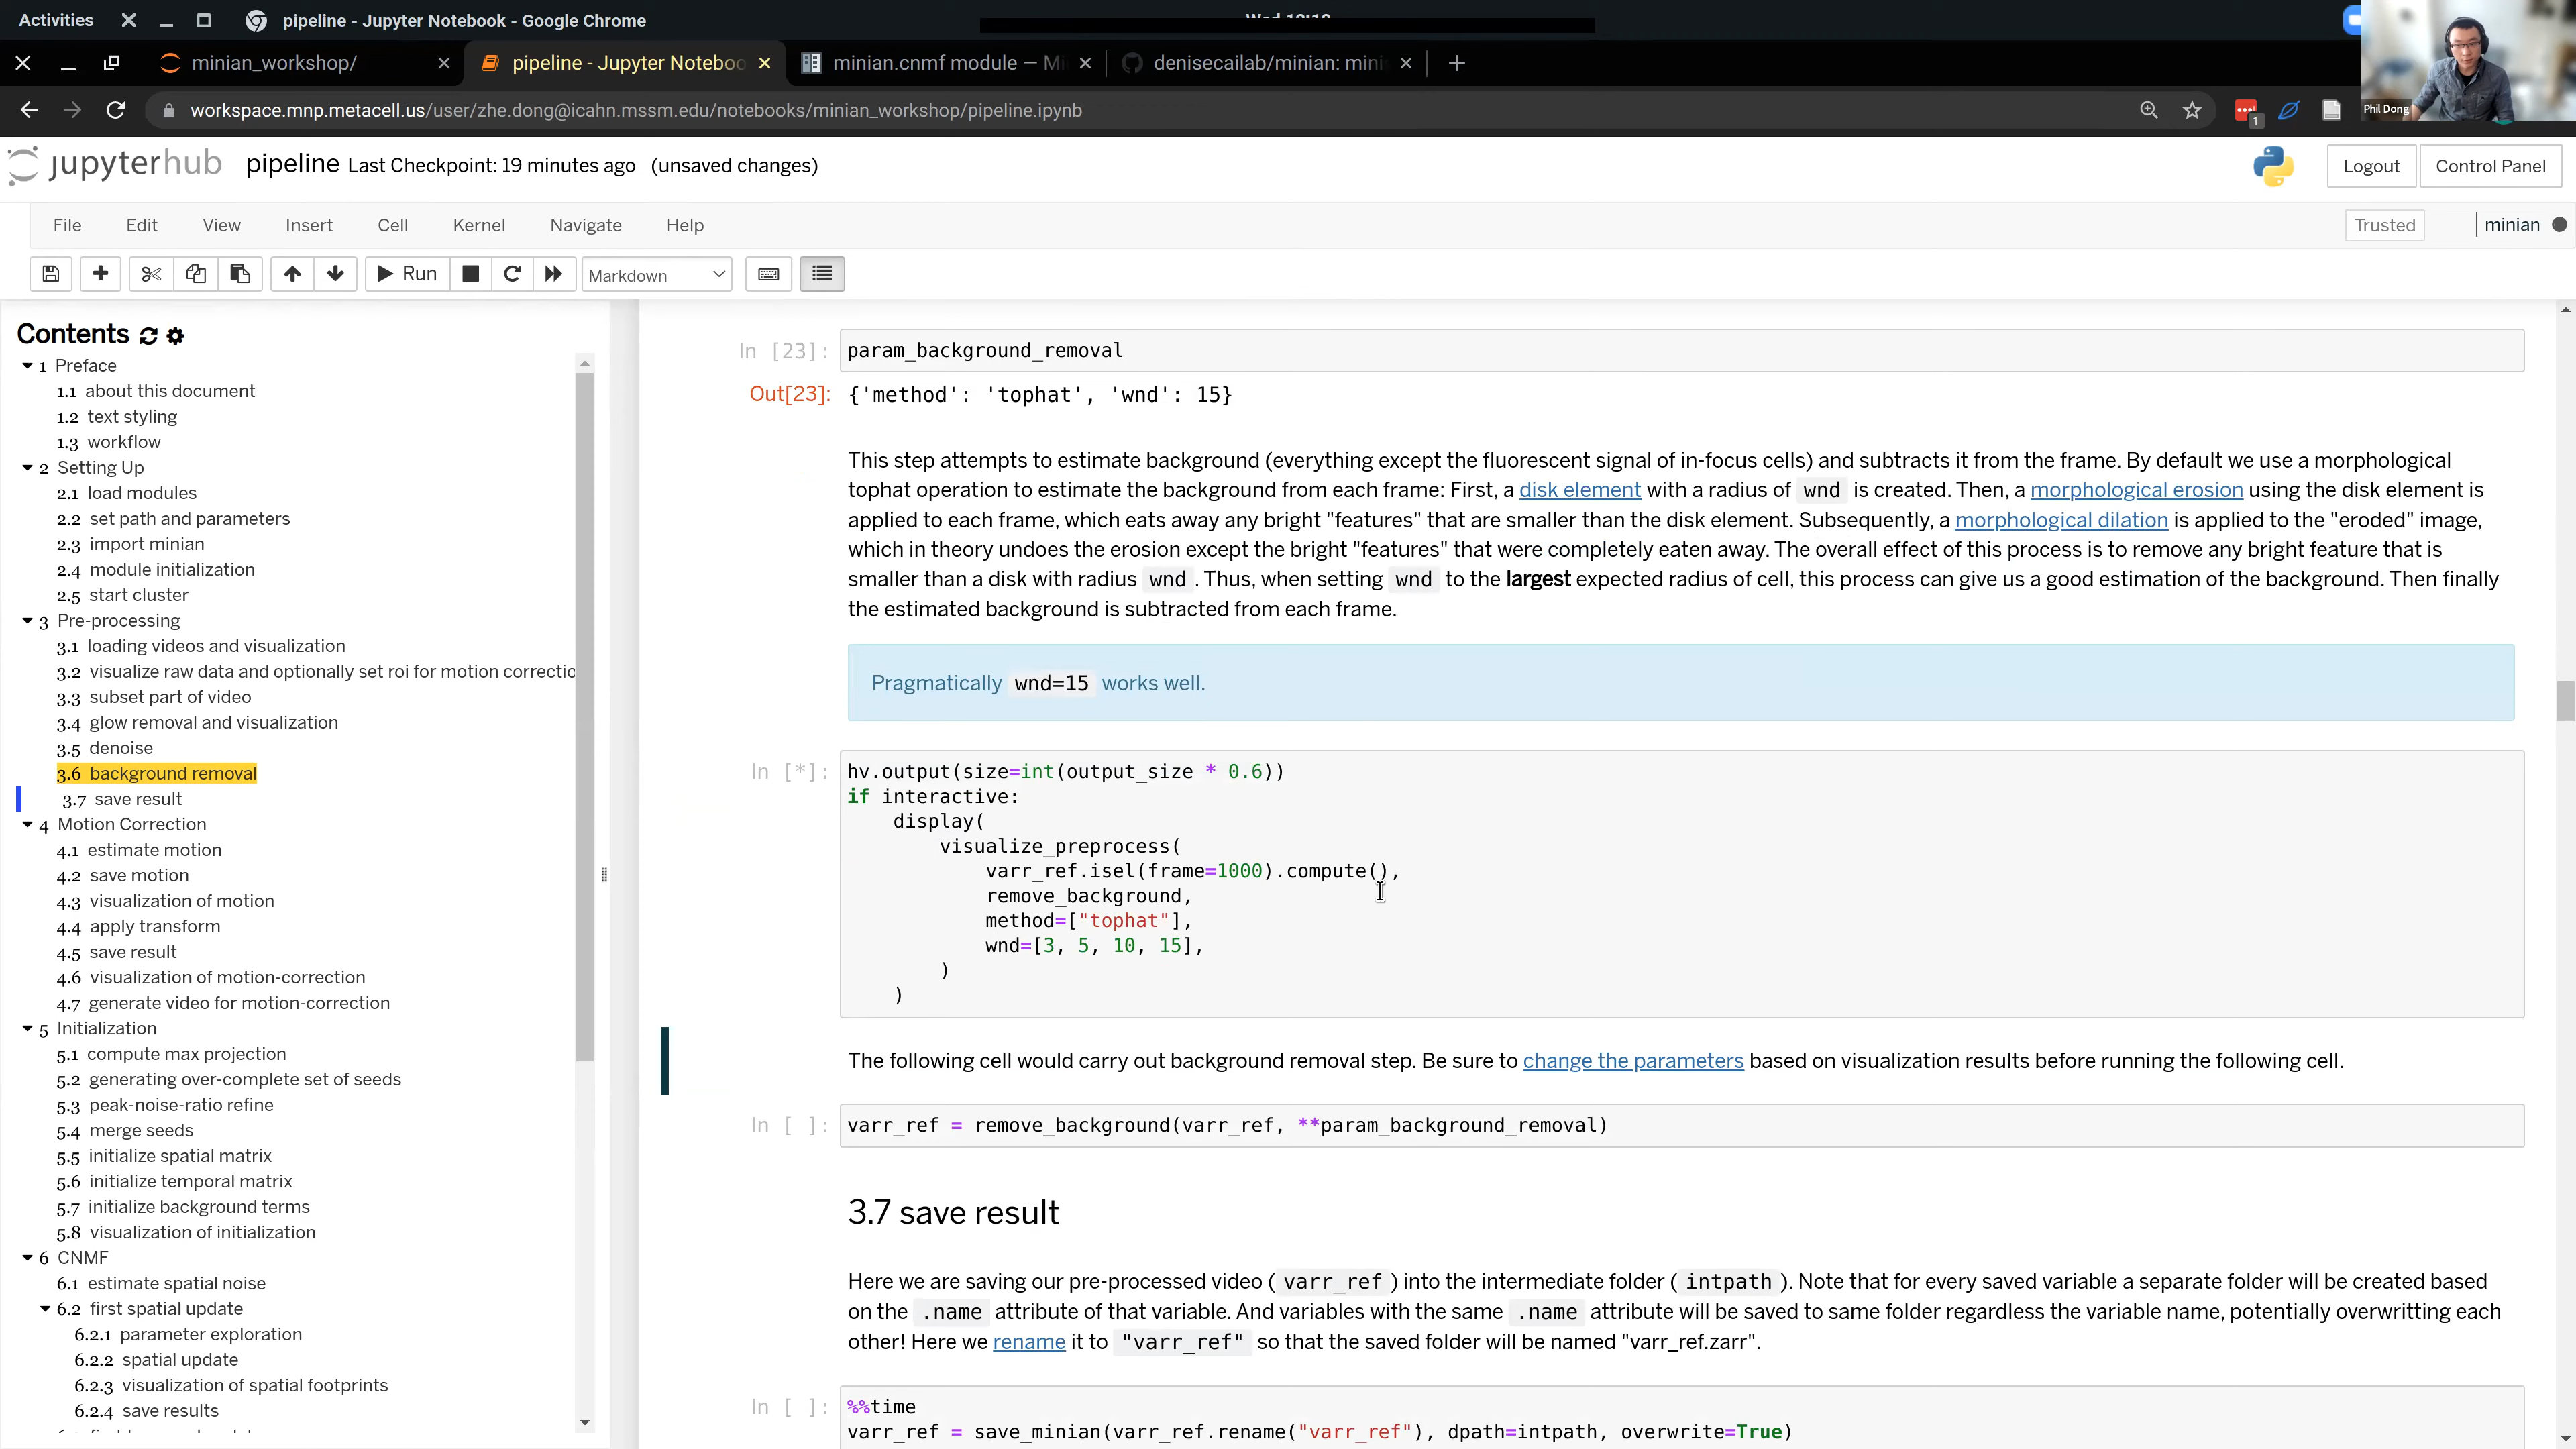 Activities
pipeline - Jupyter Notebook - Google Chrome
minian_workshop/
pipeline - Jupyter Noteboo
minian.cnmf module — Mi
denisecailab/minian: mini
workspace.mnp.metacell.us/user/zhe.dong@icahn.mssm.edu/notebooks/minian_workshop/pipeline.ipynb
1
Phil Dong
jupyterhub pipeline Last Checkpoint: 19 minutes ago (unsaved changes)
Logout
Control Panel
File Edit View Insert Cell Kernel Navigate Help
Trusted
minian
Run
Markdown
Contents
1 Preface
1.1 about this document
1.2 text styling
1.3 workflow
2 Setting Up
2.1 load modules
2.2 set path and parameters
2.3 import minian
2.4 module initialization
2.5 start cluster
3 Pre-processing
3.1 loading videos and visualization
3.2 visualize raw data and optionally set roi for motion correctio
3.3 subset part of video
3.4 glow removal and visualization
3.5 denoise
3.6 background removal
3.7 save result
4 Motion Correction
4.1 estimate motion
4.2 save motion
4.3 visualization of motion
4.4 apply transform
4.5 save result
4.6 visualization of motion-correction
4.7 generate video for motion-correction
5 Initialization
5.1 compute max projection
5.2 generating over-complete set of seeds
5.3 peak-noise-ratio refine
5.4 merge seeds
5.5 initialize spatial matrix
5.6 initialize temporal matrix
5.7 initialize background terms
5.8 visualization of initialization
6 CNMF
6.1 estimate spatial noise
6.2 first spatial update
6.2.1 parameter exploration
6.2.2 spatial update
6.2.3 visualization of spatial footprints
6.2.4 save results
In [23]: param_background_removal
Out[23]: {'method': 'tophat', 'wnd': 15}
This step attempts to estimate background (everything except the fluorescent signal of in-focus cells) and subtracts it from the frame. By default we use a morphological
tophat operation to estimate the background from each frame: First, a disk element with a radius of wnd is created. Then, a morphological erosion using the disk element is
applied to each frame, which eats away any bright "features" that are smaller than the disk element. Subsequently, a morphological dilation is applied to the "eroded" image,
which in theory undoes the erosion except the bright "features" that were completely eaten away. The overall effect of this process is to remove any bright feature that is
smaller than a disk with radius wnd . Thus, when setting wnd to the largest expected radius of cell, this process can give us a good estimation of the background. Then finally
the estimated background is subtracted from each frame.
Pragmatically wnd=15 works well.
In [*]: hv.output(size=int(output_size * 0.6))
if interactive:
display(
visualize_preprocess(
varr_ref.isel(frame=1000).compute(),
remove_background,
method=["tophat"],
wnd=[3, 5, 10, 15],
)
)
The following cell would carry out background removal step. Be sure to change the parameters based on visualization results before running the following cell.
In [ ]: varr_ref = remove_background(varr_ref, **param_background_removal)
3.7 save result
Here we are saving our pre-processed video ( varr_ref ) into the intermediate folder ( intpath ). Note that for every saved variable a separate folder will be created based
on the .name attribute of that variable. And variables with the same .name attribute will be saved to same folder regardless the variable name, potentially overwritting each
other! Here we rename it to "varr_ref" so that the saved folder will be named "varr_ref.zarr".
In [ ]: %%time
varr_ref = save_minian(varr_ref.rename("varr_ref"), dpath=intpath, overwrite=True)